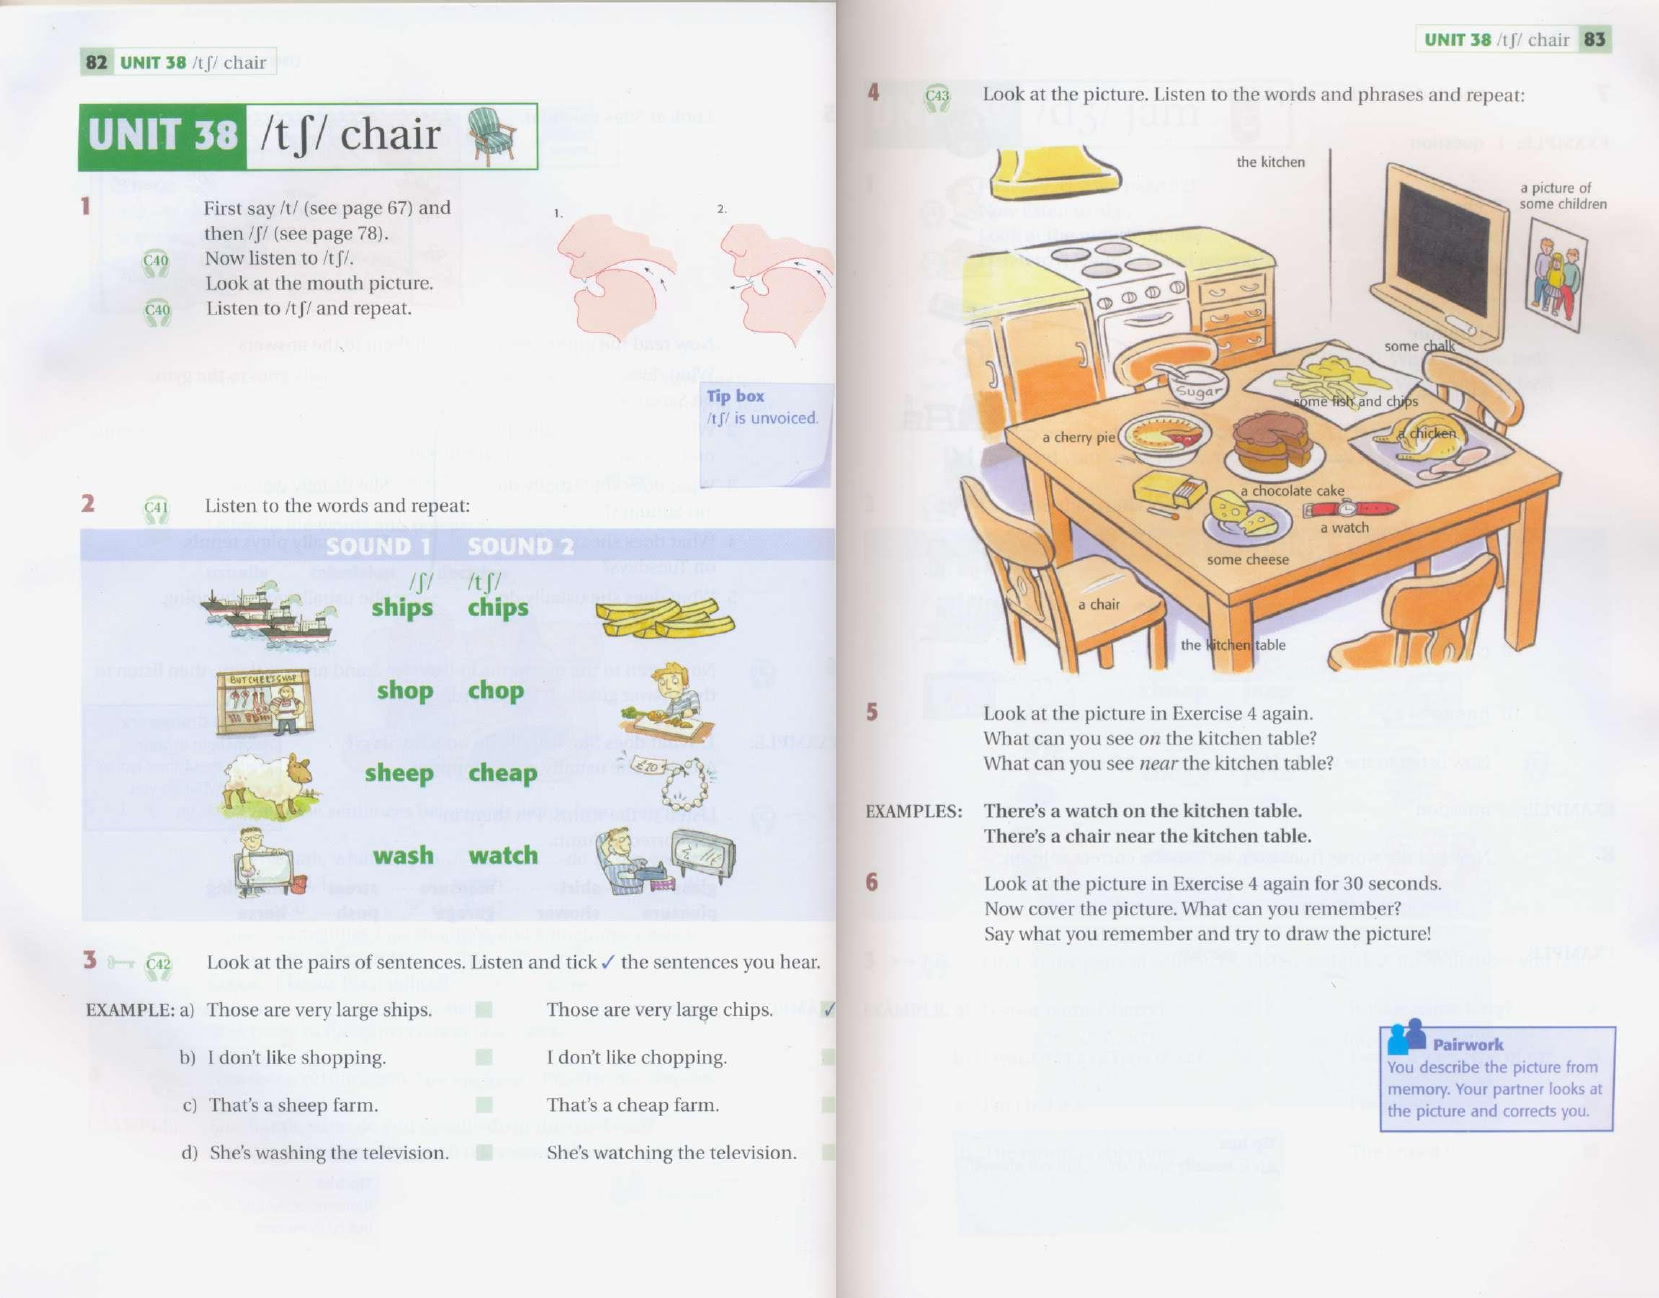 82 UNIT 38 /tʃ/ chair
UNIT 38 /tʃ/ chair
1 First say /t/ (see page 67) and
then /ʃ/ (see page 78).
C40 Now listen to /tʃ/.
Look at the mouth picture.
C40 Listen to /tʃ/ and repeat.
1.
2.
Tip box
/tʃ/ is unvoiced.
2 C41 Listen to the words and repeat:
SOUND 1 SOUND 2
/ʃ/ /tʃ/
ships chips
BUTCHER'S SHOP
shop chop
sheep cheap
£20
wash watch
3 C42 Look at the pairs of sentences. Listen and tick ✓ the sentences you hear.
EXAMPLE: a) Those are very large ships. Those are very large chips. ✓
b) I don't like shopping. I don't like chopping.
c) That's a sheep farm. That's a cheap farm.
d) She's washing the television. She's watching the television.
UNIT 38 /tʃ/ chair 83
4 C43 Look at the picture. Listen to the words and phrases and repeat:
the kitchen
a picture of
some children
some chalk
Sugar
some fish and chips
a cherry pie
a chicken
a chocolate cake
a watch
some cheese
a chair
the kitchen table
5 Look at the picture in Exercise 4 again.
What can you see on the kitchen table?
What can you see near the kitchen table?
EXAMPLES: There's a watch on the kitchen table.
There's a chair near the kitchen table.
6 Look at the picture in Exercise 4 again for 30 seconds.
Now cover the picture. What can you remember?
Say what you remember and try to draw the picture!
Pairwork
You describe the picture from
memory. Your partner looks at
the picture and corrects you.